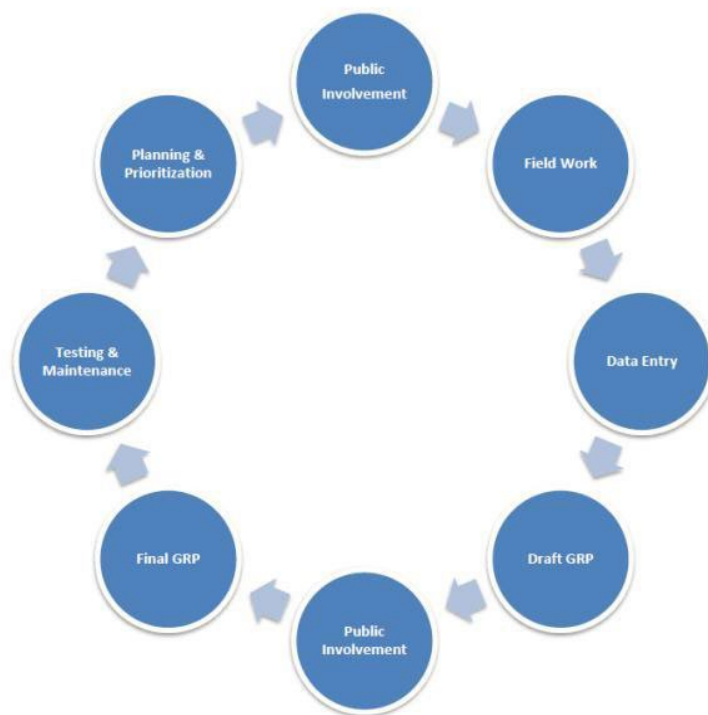 Public
Involvement
Field Work
Data Entry
Draft GRP
Public
Involvement
Final GRP
Testing &
Maintenance
Planning &
Prioritization